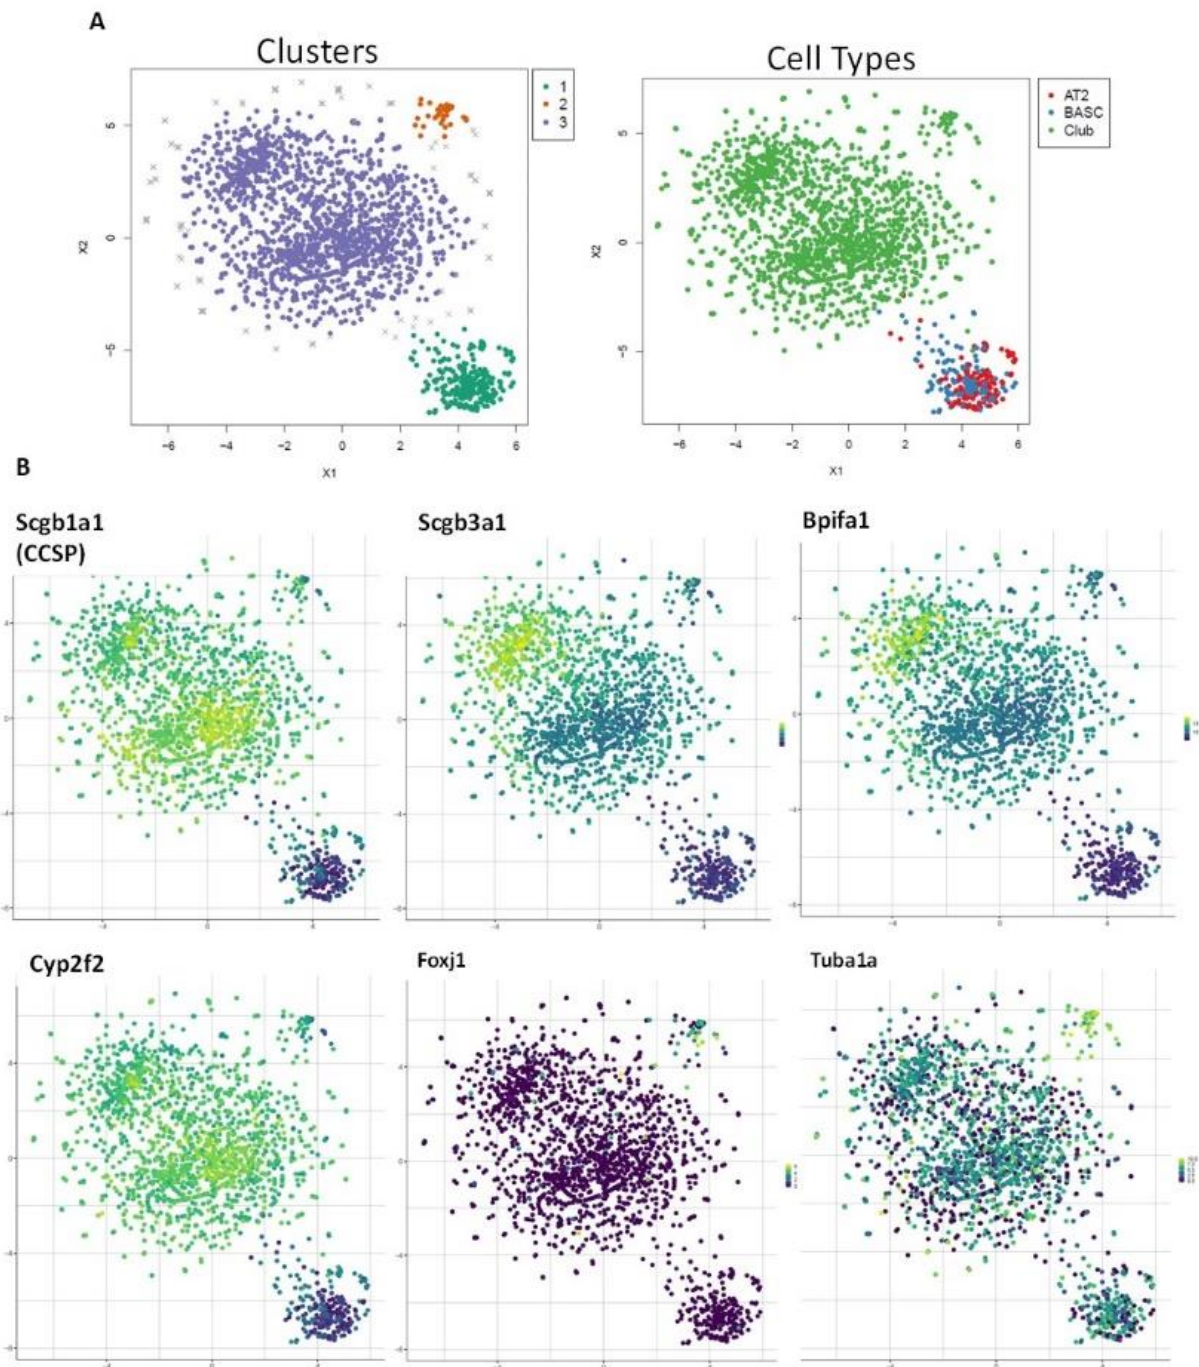 A
Clusters
Cell Types
1
2
3
AT2
BASC
Club
5
0
−5
X2
−6 −4 −2 0 2 4 6
X1
5
0
−5
X2
−6 −4 −2 0 2 4 6
X1
B
Scgb1a1
(CCSP)
Scgb3a1
Bpifa1
Cyp2f2
Foxj1
Tuba1a